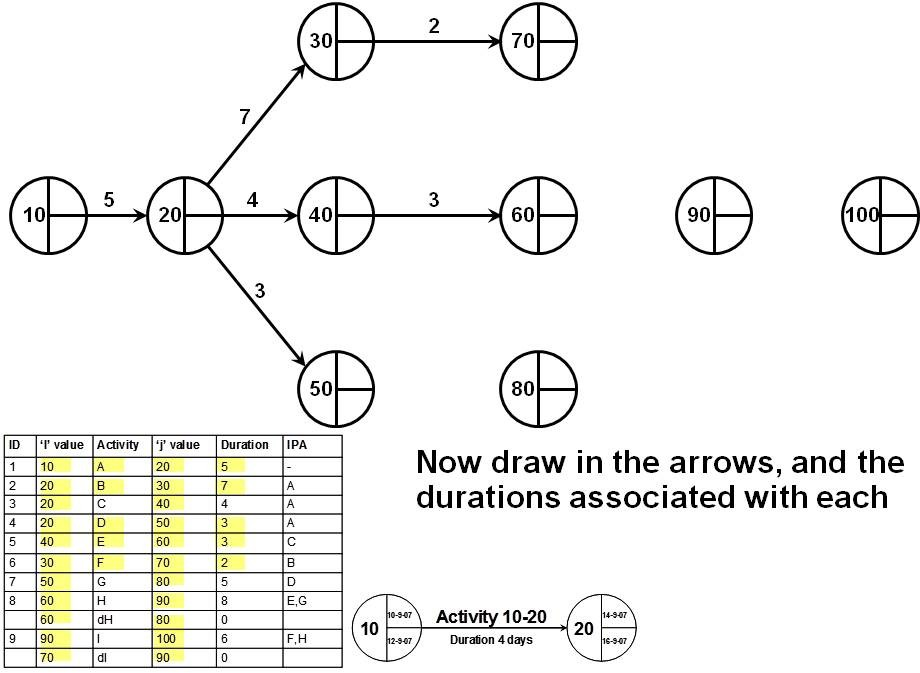 30
2
70
7
10
5
20
4
40
3
60
90
100
3
50
80
ID ‘I’ value Activity ‘j’ value Duration IPA
1 10 A 20 5 -
2 20 B 30 7 A
3 20 C 40 4 A
4 20 D 50 3 A
5 40 E 60 3 C
6 30 F 70 2 B
7 50 G 80 5 D
8 60 H 90 8 E,G
60 dH 80 0
9 90 I 100 6 F,H
70 dI 90 0
Now draw in the arrows, and the
durations associated with each
10
10-9-07
12-9-07
Activity 10-20
Duration 4 days
20
14-9-07
16-9-07